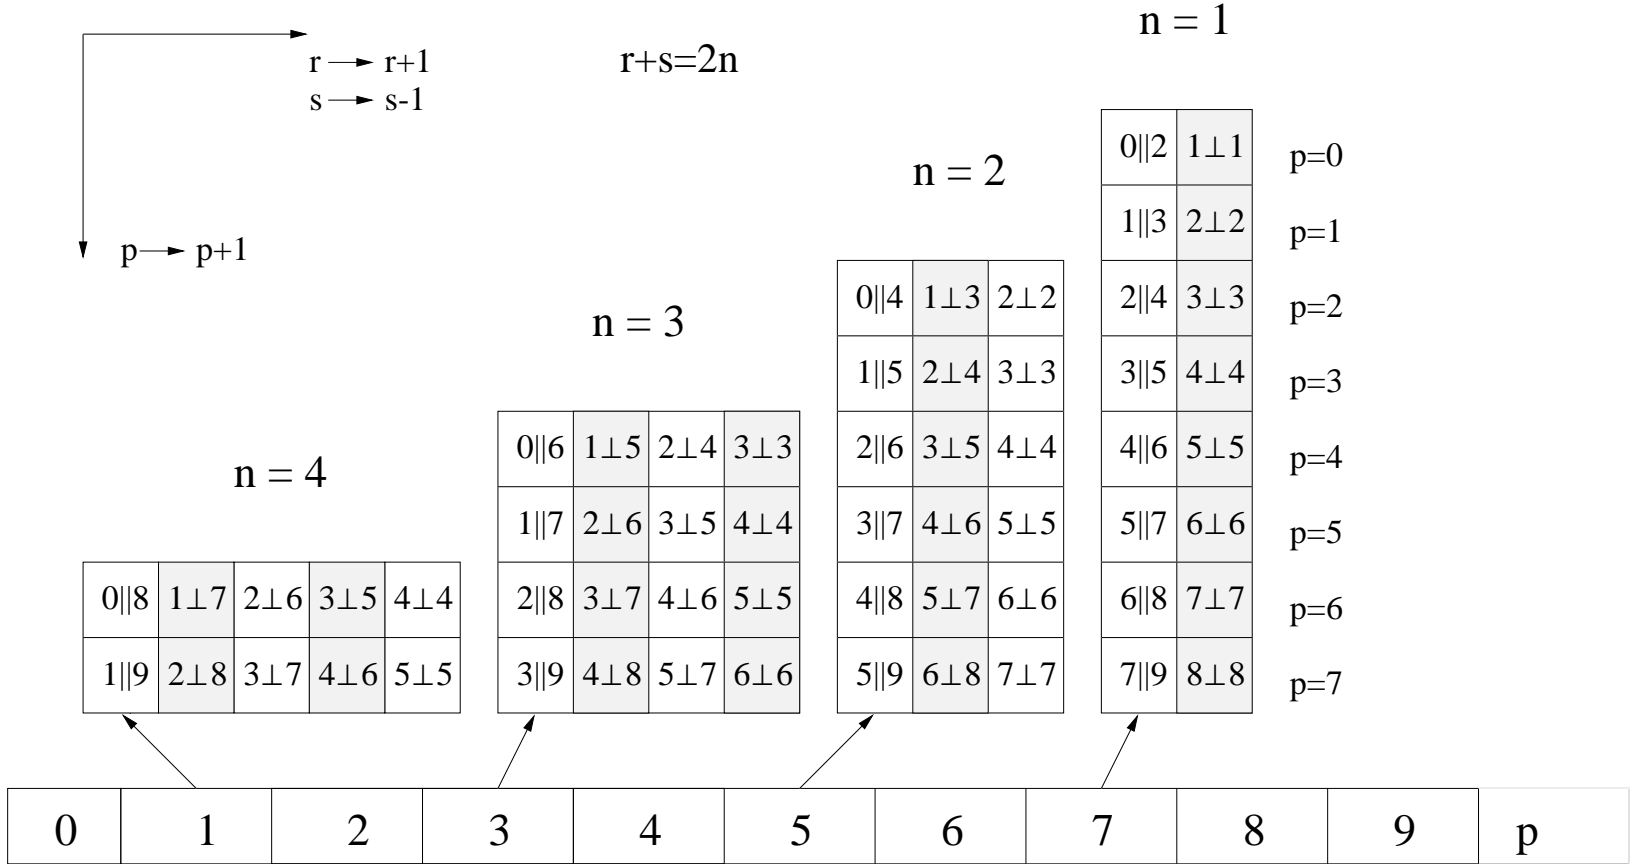 n = 1
r → r+1
r+s=2n
s → s-1
0||2 1⊥1 p=0
n = 2
1||3 2⊥2 p=1
p → p+1
0||4 1⊥3 2⊥2 2||4 3⊥3 p=2
n = 3
1||5 2⊥4 3⊥3 3||5 4⊥4 p=3
0||6 1⊥5 2⊥4 3⊥3 2||6 3⊥5 4⊥4 4||6 5⊥5 p=4
n = 4
1||7 2⊥6 3⊥5 4⊥4 3||7 4⊥6 5⊥5 5||7 6⊥6 p=5
0||8 1⊥7 2⊥6 3⊥5 4⊥4 2||8 3⊥7 4⊥6 5⊥5 4||8 5⊥7 6⊥6 6||8 7⊥7 p=6
1||9 2⊥8 3⊥7 4⊥6 5⊥5 3||9 4⊥8 5⊥7 6⊥6 5||9 6⊥8 7⊥7 7||9 8⊥8 p=7
0 1 2 3 4 5 6 7 8 9 p